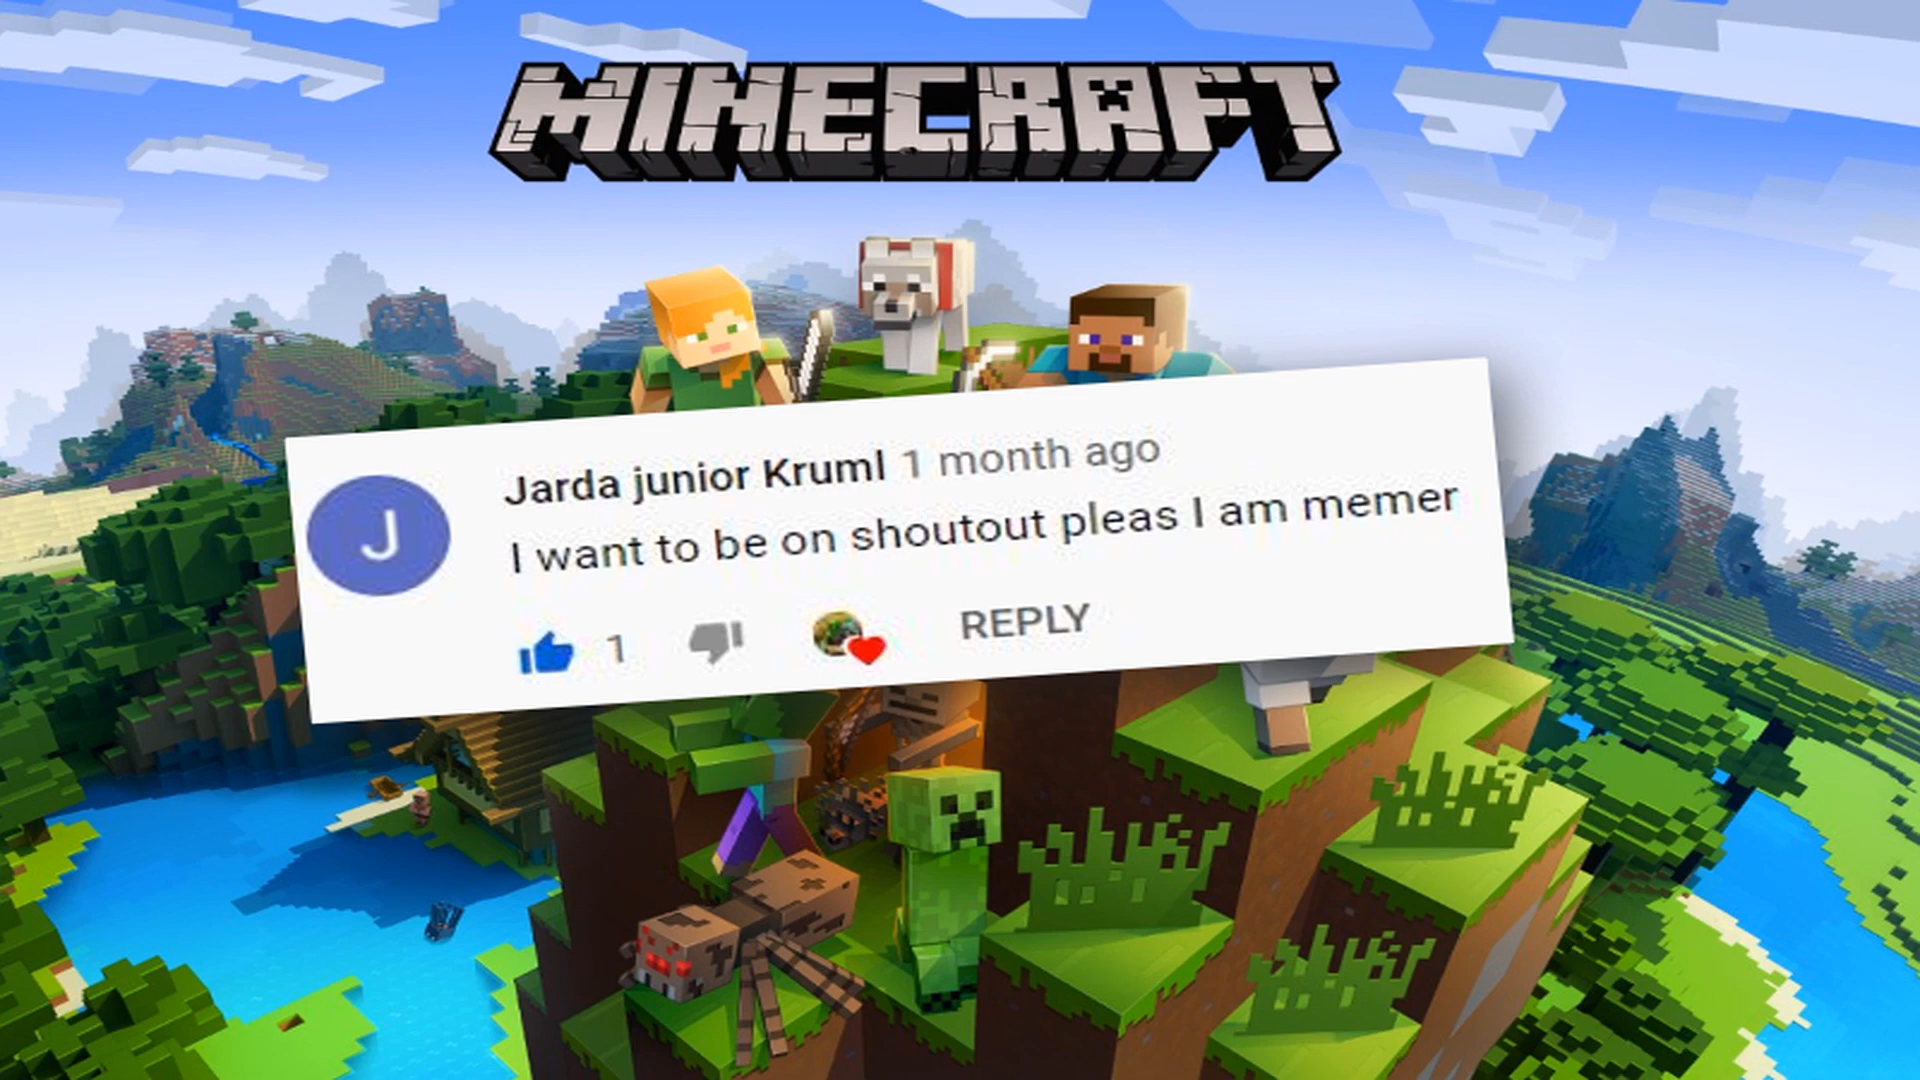 MINECRAFT
Jarda junior Kruml 1 month ago
J
I want to be on shoutout pleas I am memer
1
REPLY